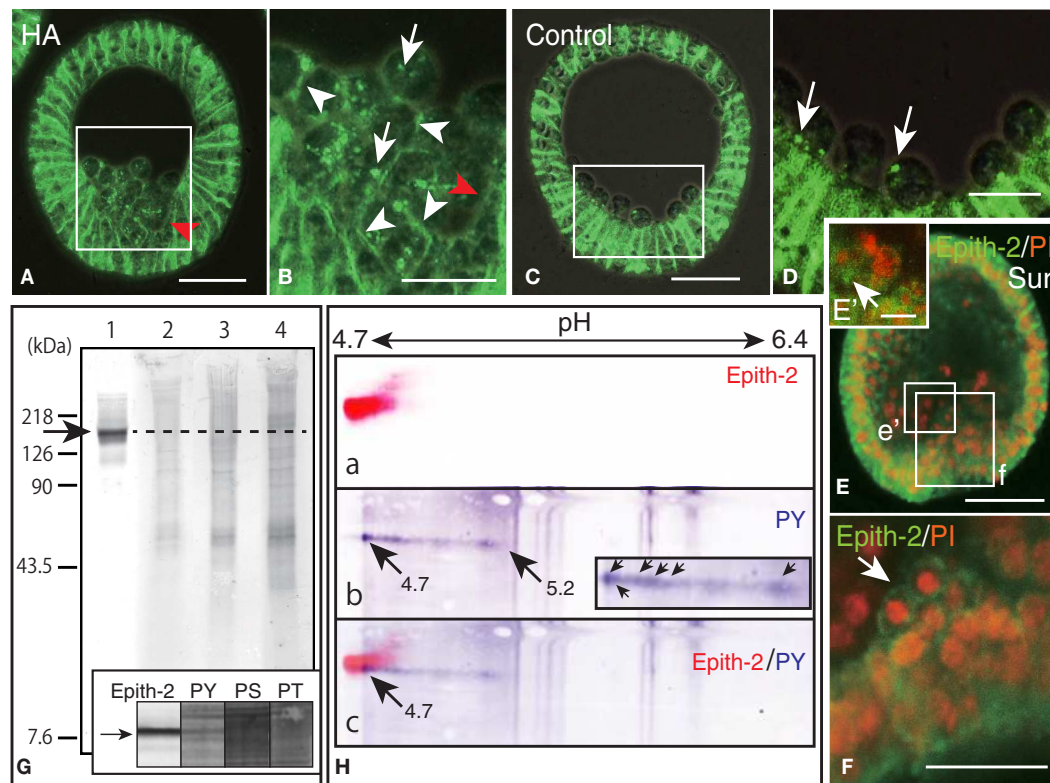 HA
A
B
Control
C
D
Epith-2/PI
Sur
E'
e'
f
E
Epith-2/PI
F
1 2 3 4
(kDa)
218
126
90
43.5
7.6
Epith-2 PY PS PT
G
pH
4.7 6.4
Epith-2
a
PY
4.7
5.2
b
Epith-2/PY
4.7
c
H